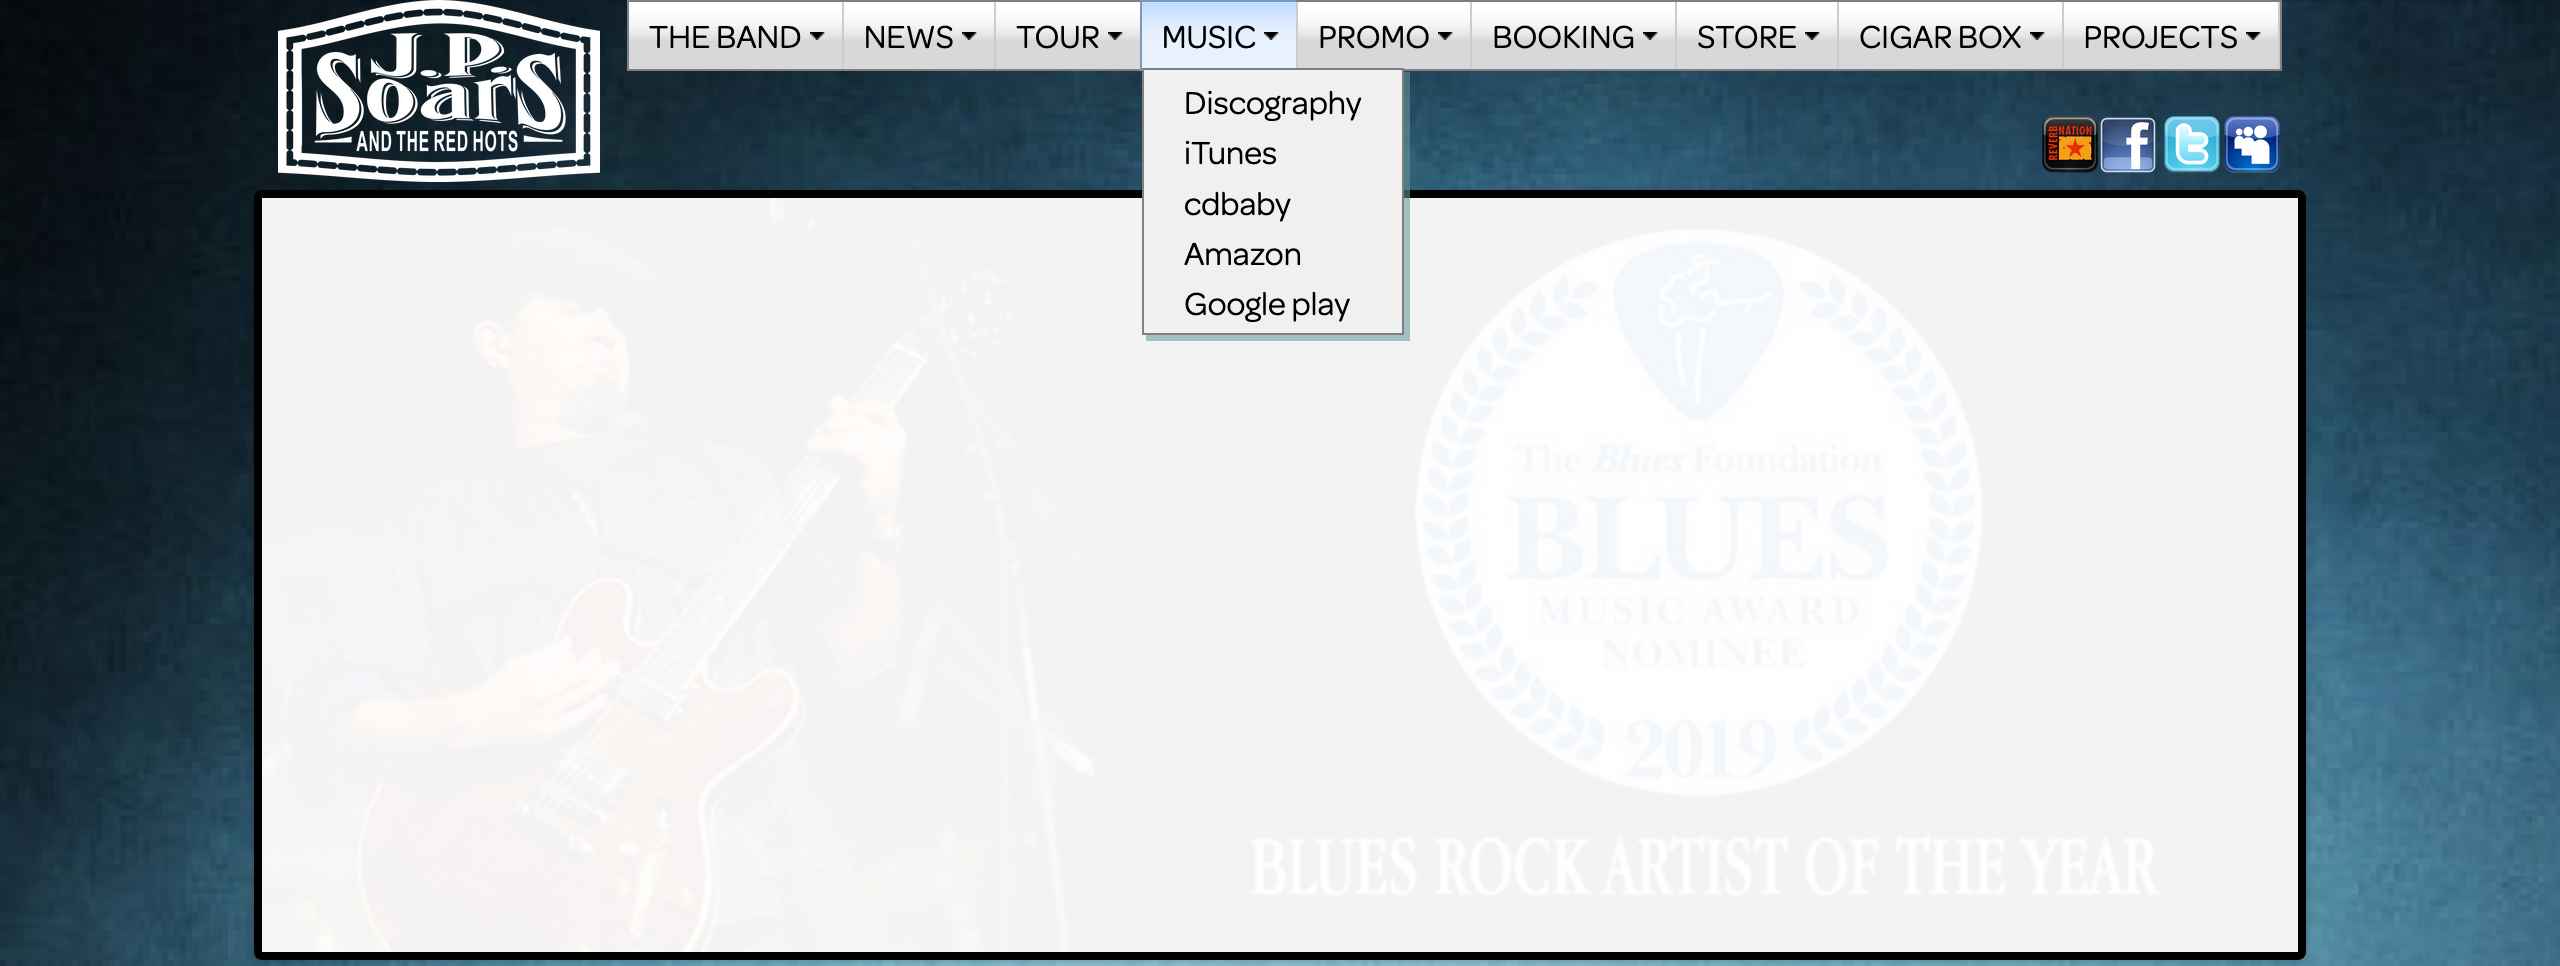 J.P.
Soars
AND THE RED HOTS
THE BAND
NEWS
TOUR
MUSIC
PROMO
BOOKING
STORE
CIGAR BOX
PROJECTS
Discography
iTunes
cdbaby
Amazon
Google play
REVERB
NATION
The Blues Foundation
BLUES
MUSIC AWARD
NOMINEE
2019
BLUES ROCK ARTIST OF THE YEAR